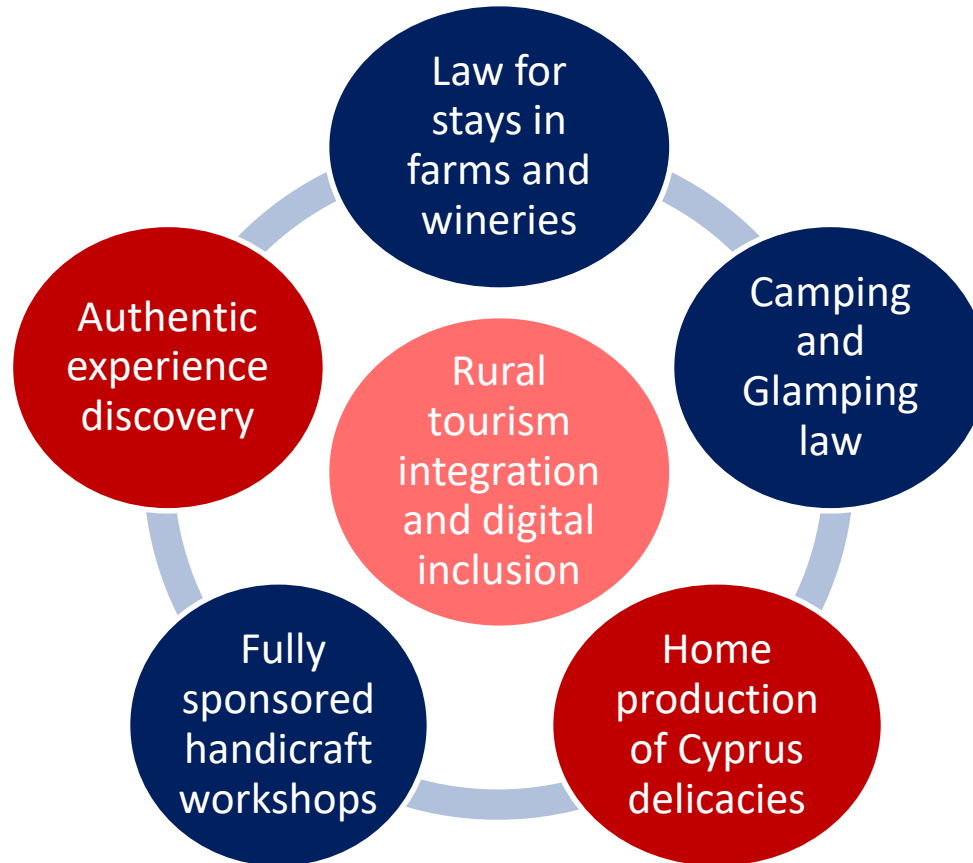 Law for
stays in
farms and
wineries
Camping
and
Glamping
law
Home
production
of Cyprus
delicacies
Fully
sponsored
handicraft
workshops
Authentic
experience
discovery
Rural
tourism
integration
and digital
inclusion